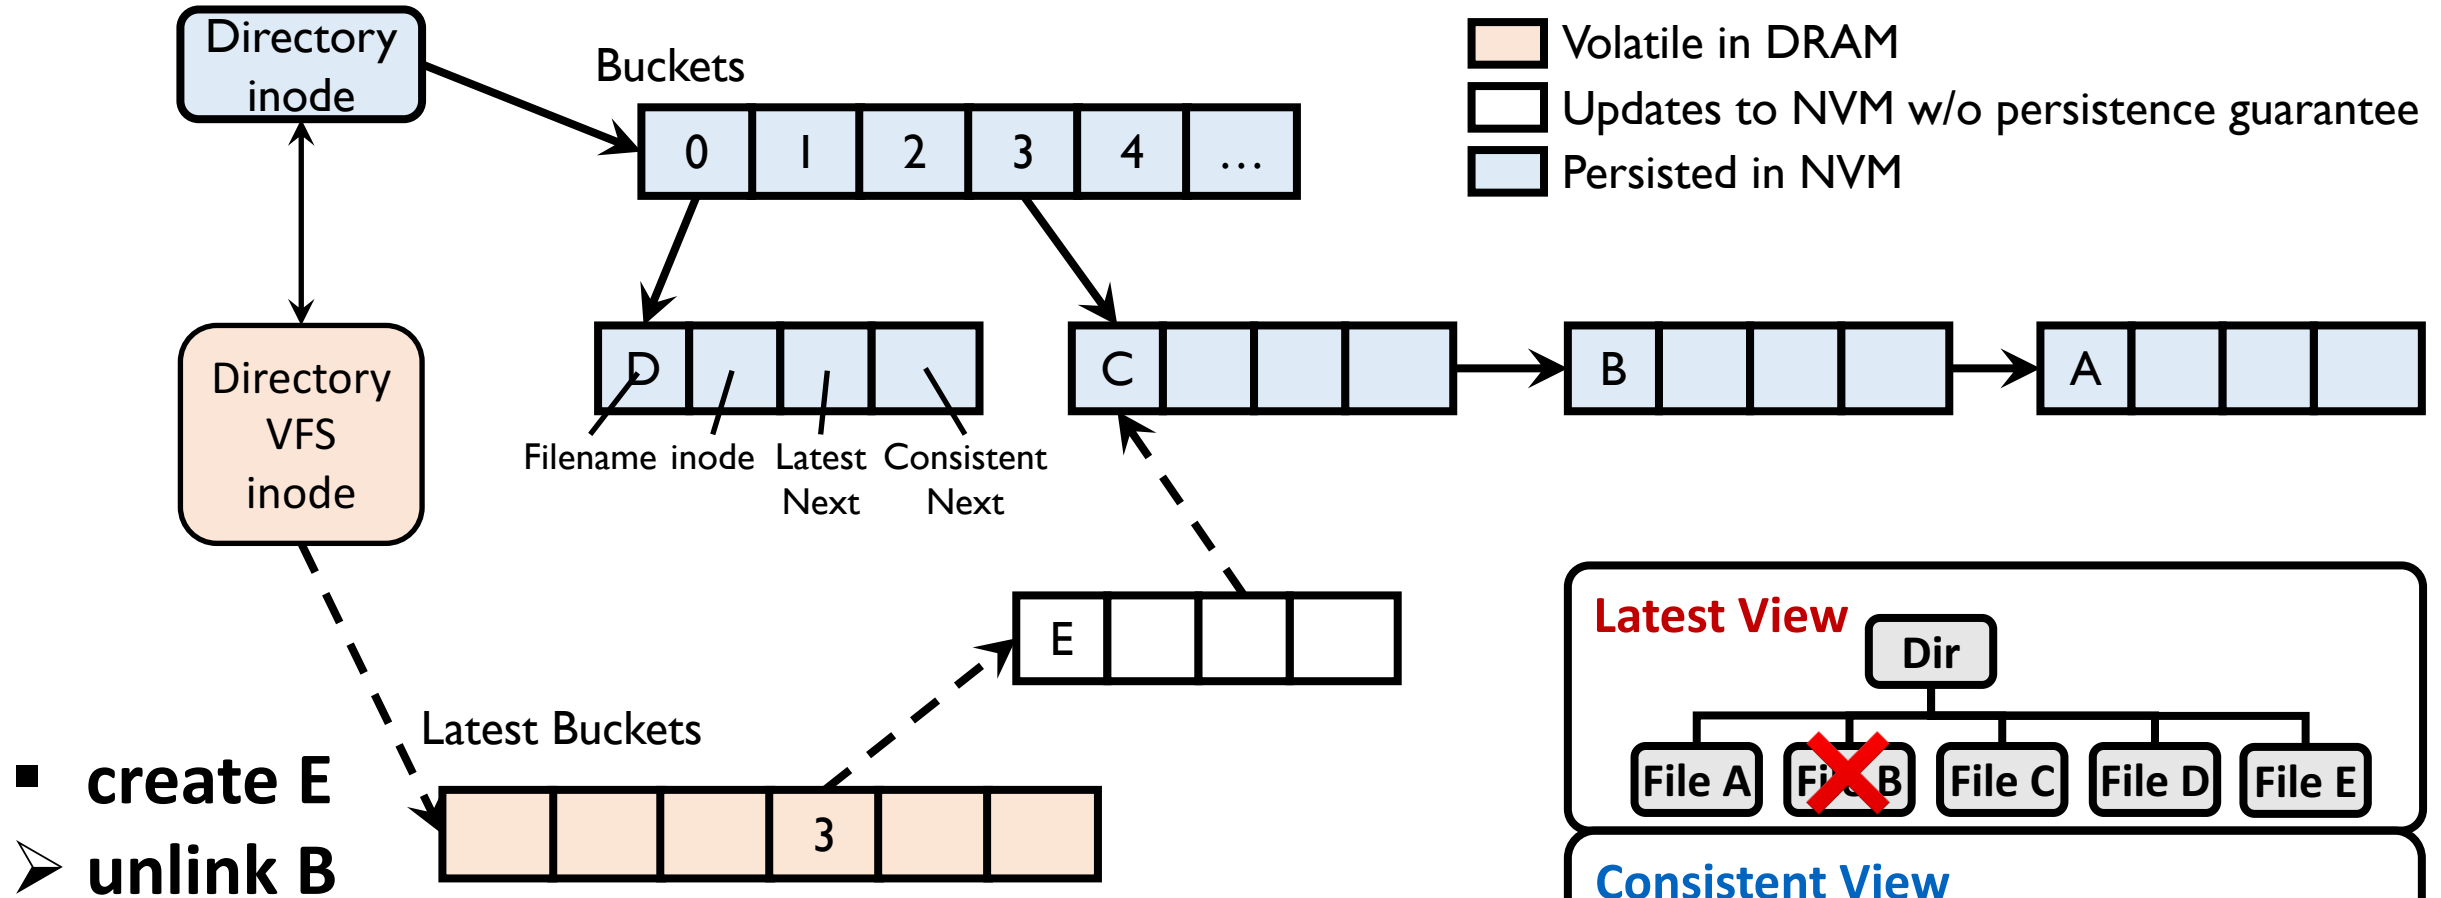 Directory
inode
Buckets
0 1 2 3 4 ...
Volatile in DRAM
Updates to NVM w/o persistence guarantee
Persisted in NVM
Directory
VFS
inode
D
C
B
A
Filename inode Latest Next Consistent Next
E
Latest Buckets
3
▪ create E
➢ unlink B
Latest View
Dir
File A File B File C File D File E
Consistent View